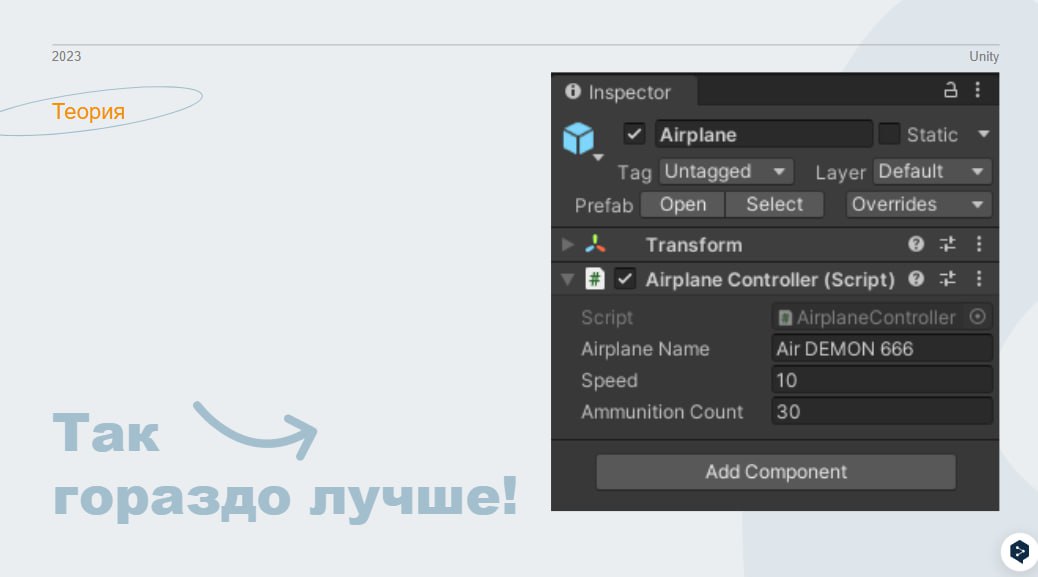 2023
Unity
Теория
Inspector
Airplane
Static
Tag Untagged
Layer Default
Prefab Open Select Overrides
Transform
# Airplane Controller (Script)
Script # AirplaneController
Airplane Name Air DEMON 666
Speed 10
Ammunition Count 30
Add Component
Так
гораздо лучше!